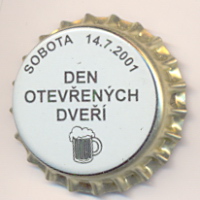 SOBOTA 14.7.2001
DEN
OTEVŘENÝCH
DVEŘÍ